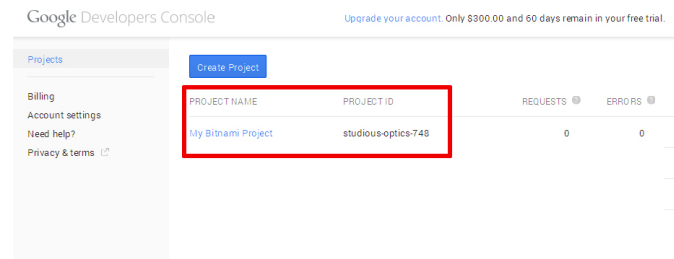 Google Developers Console
Upgrade your account. Only $300.00 and 60 days remain in your free trial.
Projects
Billing
Account settings
Need help?
Privacy & terms
Create Project
PROJECT NAME PROJECT ID REQUESTS ? ERRORS ?
My Bitnami Project studious-optics-748 0 0